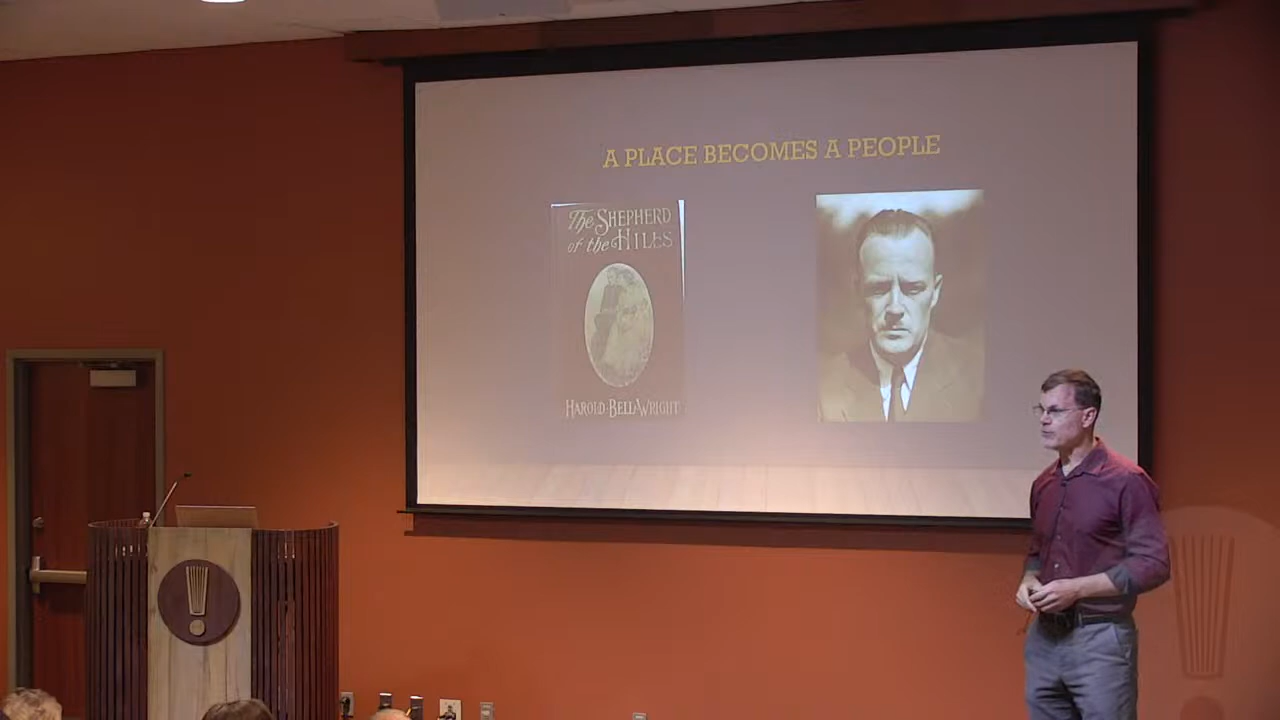 A PLACE BECOMES A PEOPLE
The SHEPHERD
of the HILLS
HAROLD·BELL·WRIGHT